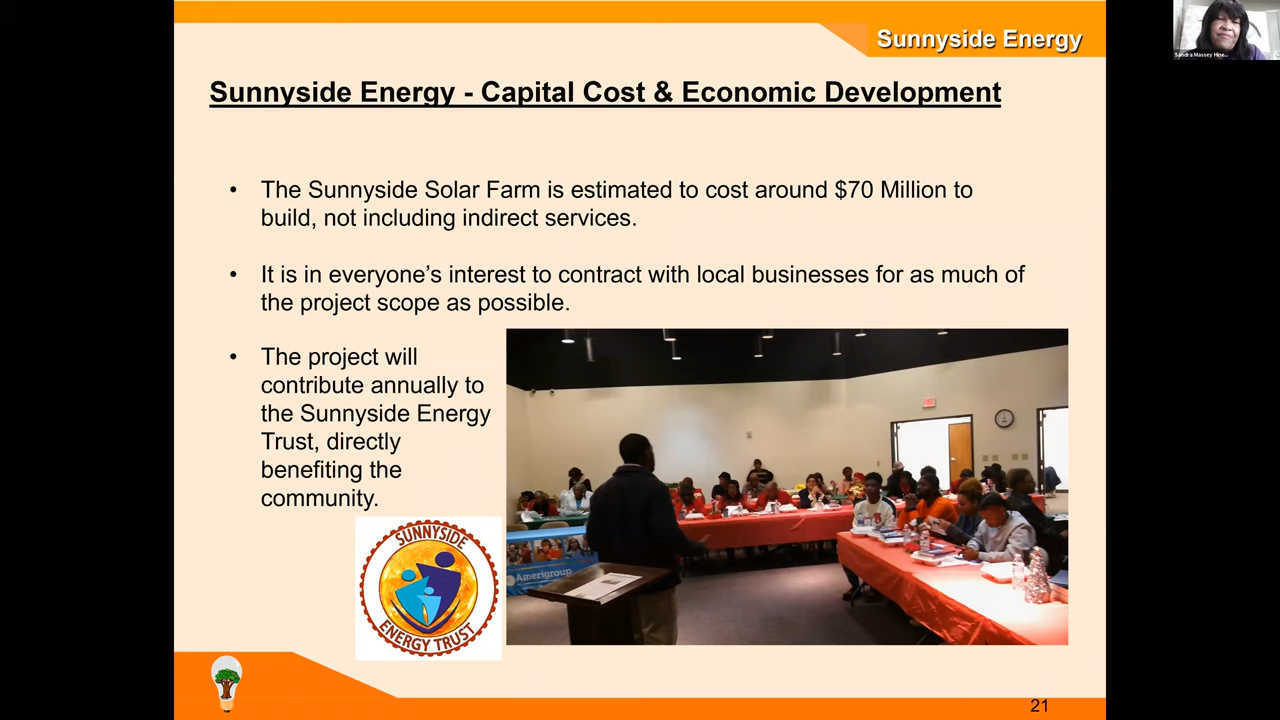 Sunnyside Energy
Sandra Massey Hine...
Sunnyside Energy - Capital Cost & Economic Development
• The Sunnyside Solar Farm is estimated to cost around $70 Million to
build, not including indirect services.
• It is in everyone’s interest to contract with local businesses for as much of
the project scope as possible.
• The project will
contribute annually to
the Sunnyside Energy
Trust, directly
benefiting the
community.
SUNNYSIDE
ENERGY TRUST
Amerigroup
21